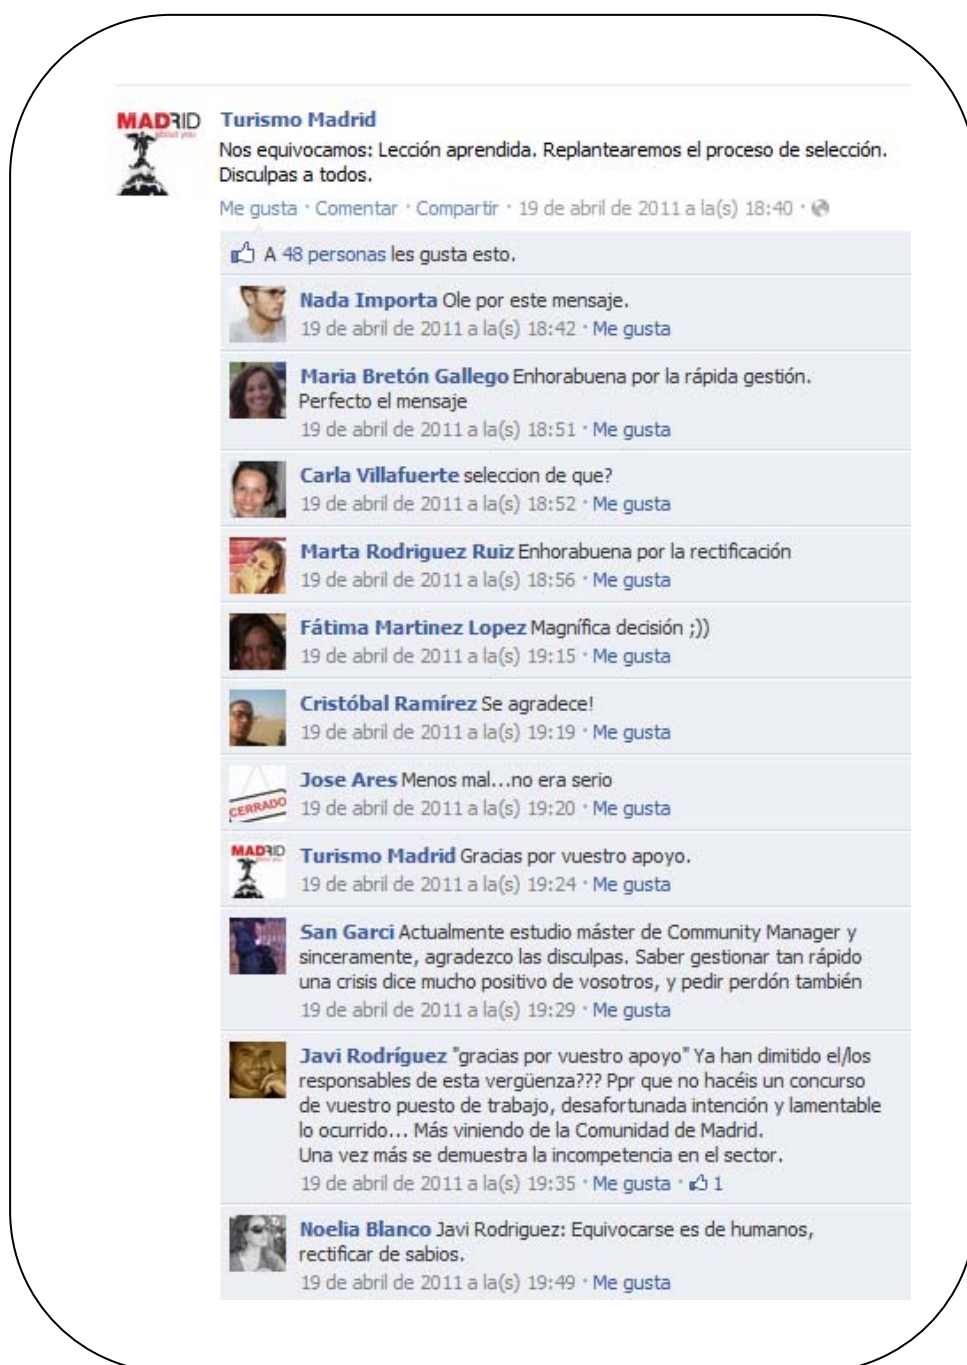 MADRID
about you
Turismo Madrid
Nos equivocamos: Lección aprendida. Replantearemos el proceso de selección.
Disculpas a todos.
Me gusta · Comentar · Compartir · 19 de abril de 2011 a la(s) 18:40 ·
A 48 personas les gusta esto.
Nada Importa Ole por este mensaje.
19 de abril de 2011 a la(s) 18:42 · Me gusta
Maria Bretón Gallego Enhorabuena por la rápida gestión.
Perfecto el mensaje
19 de abril de 2011 a la(s) 18:51 · Me gusta
Carla Villafuerte seleccion de que?
19 de abril de 2011 a la(s) 18:52 · Me gusta
Marta Rodriguez Ruiz Enhorabuena por la rectificación
19 de abril de 2011 a la(s) 18:56 · Me gusta
Fátima Martinez Lopez Magnífica decisión ;))
19 de abril de 2011 a la(s) 19:15 · Me gusta
Cristóbal Ramírez Se agradece!
19 de abril de 2011 a la(s) 19:19 · Me gusta
CERRADO
Jose Ares Menos mal...no era serio
19 de abril de 2011 a la(s) 19:20 · Me gusta
MADRID
about you
Turismo Madrid Gracias por vuestro apoyo.
19 de abril de 2011 a la(s) 19:24 · Me gusta
San Garci Actualmente estudio máster de Community Manager y
sinceramente, agradezco las disculpas. Saber gestionar tan rápido
una crisis dice mucho positivo de vosotros, y pedir perdón también
19 de abril de 2011 a la(s) 19:29 · Me gusta
Javi Rodríguez "gracias por vuestro apoyo" Ya han dimitido el/los
responsables de esta vergüenza??? Ppr que no hacéis un concurso
de vuestro puesto de trabajo, desafortunada intención y lamentable
lo ocurrido... Más viniendo de la Comunidad de Madrid.
Una vez más se demuestra la incompetencia en el sector.
19 de abril de 2011 a la(s) 19:35 · Me gusta · 1
Noelia Blanco Javi Rodriguez: Equivocarse es de humanos,
rectificar de sabios.
19 de abril de 2011 a la(s) 19:49 · Me gusta